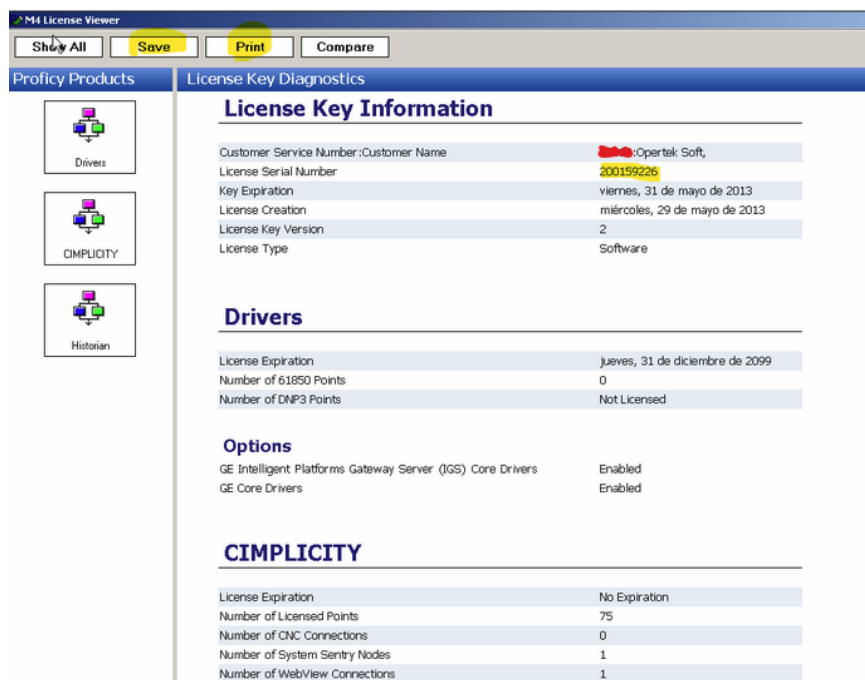 M4 License Viewer
Show All Save Print Compare
Proficy Products
License Key Diagnostics
Drivers
CIMPLICITY
Historian
License Key Information
Customer Service Number:Customer Name :Opertek Soft,
License Serial Number 200159226
Key Expiration viernes, 31 de mayo de 2013
License Creation miércoles, 29 de mayo de 2013
License Key Version 2
License Type Software
Drivers
License Expiration jueves, 31 de diciembre de 2099
Number of 61850 Points 0
Number of DNP3 Points Not Licensed
Options
GE Intelligent Platforms Gateway Server (IGS) Core Drivers Enabled
GE Core Drivers Enabled
CIMPLICITY
License Expiration No Expiration
Number of Licensed Points 75
Number of CNC Connections 0
Number of System Sentry Nodes 1
Number of WebView Connections 1